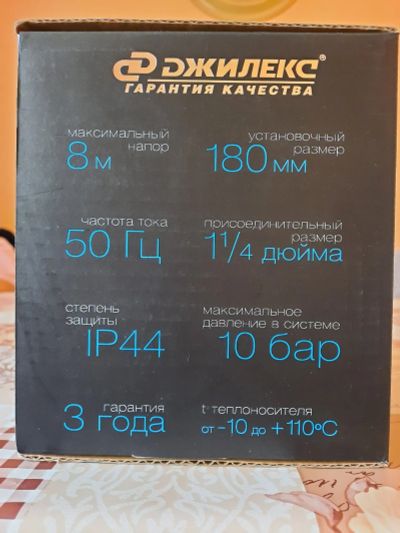 ДЖИЛЕКС®
ГАРАНТИЯ КАЧЕСТВА
максимальный
напор
8 м
установочный
размер
180 мм
частота тока
50 Гц
присоединительный
размер
1 1/4 дюйма
степень
защиты
IP44
максимальное
давление в системе
10 бар
гарантия
3 года
t теплоносителя
от -10 до +110°C